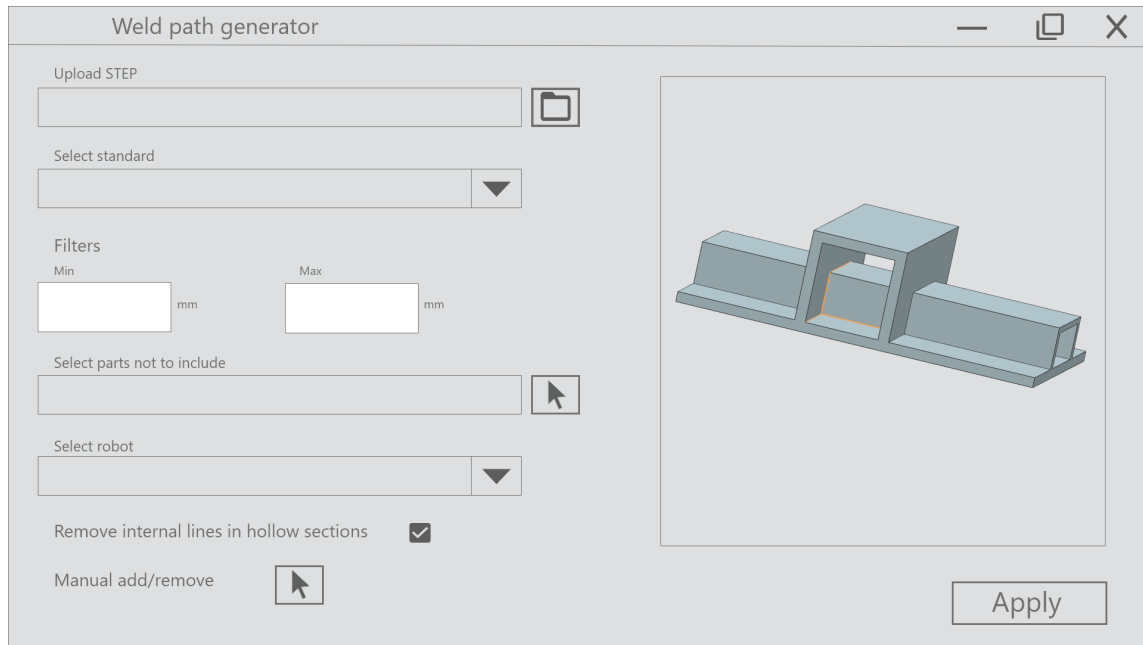 Weld path generator
Upload STEP
Select standard
Filters
Min
Max
mm
mm
Select parts not to include
Select robot
Remove internal lines in hollow sections
Manual add/remove
Apply